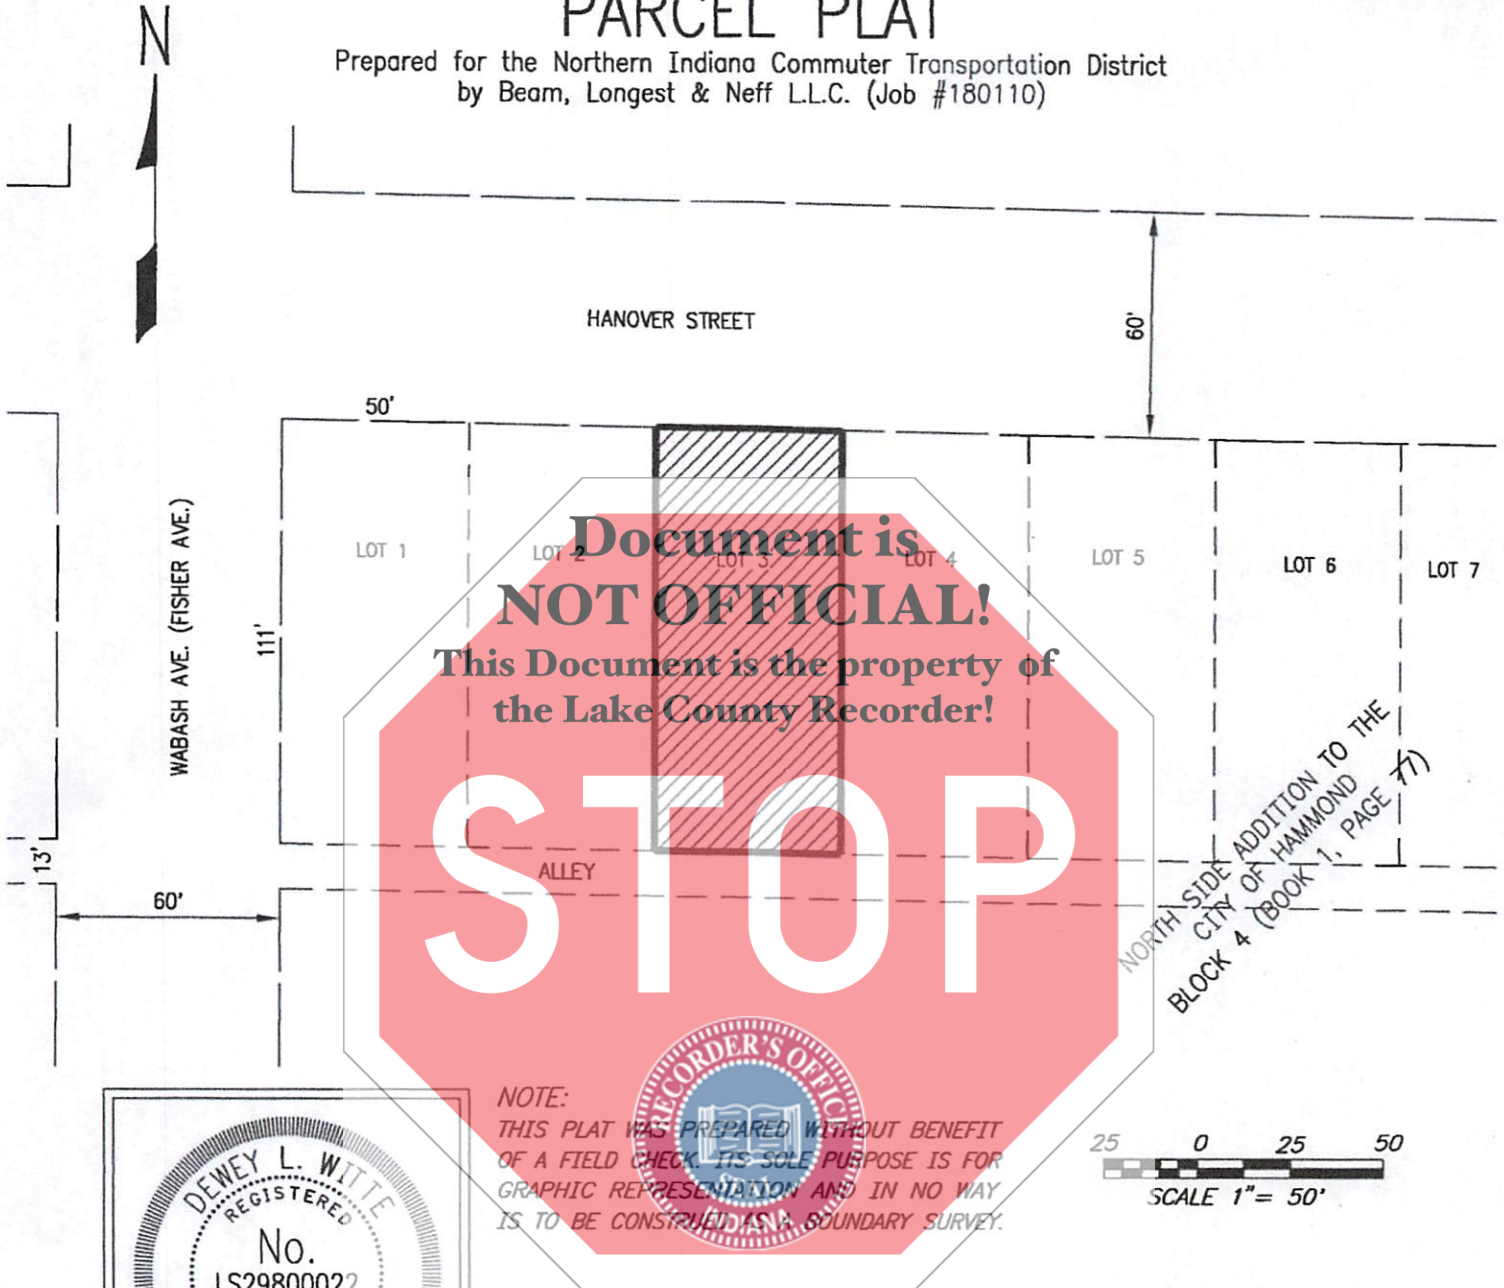 N
PARCEL PLAT
Prepared for the Northern Indiana Commuter Transportation District
by Beam, Longest & Neff L.L.C. (Job #180110)
HANOVER STREET
60'
50'
WABASH AVE. (FISHER AVE.)
111'
LOT 1
LOT 2
LOT 3
LOT 4
LOT 5
LOT 6
LOT 7
Document is
NOT OFFICIAL!
This Document is the property of
the Lake County Recorder!
STOP
13'
ALLEY
60'
NORTH SIDE ADDITION TO THE
CITY OF HAMMOND
BLOCK 4 (BOOK 1, PAGE 77)
RECORDER'S OFFICE
SEAL
INDIANA
NOTE:
THIS PLAT WAS PREPARED WITHOUT BENEFIT
OF A FIELD CHECK. ITS SOLE PURPOSE IS FOR
GRAPHIC REPRESENTATION AND IN NO WAY
IS TO BE CONSTRUED AS A BOUNDARY SURVEY.
25 0 25 50
SCALE 1"= 50'
DEWEY L. WITTE
REGISTERED
No.
LS29800022